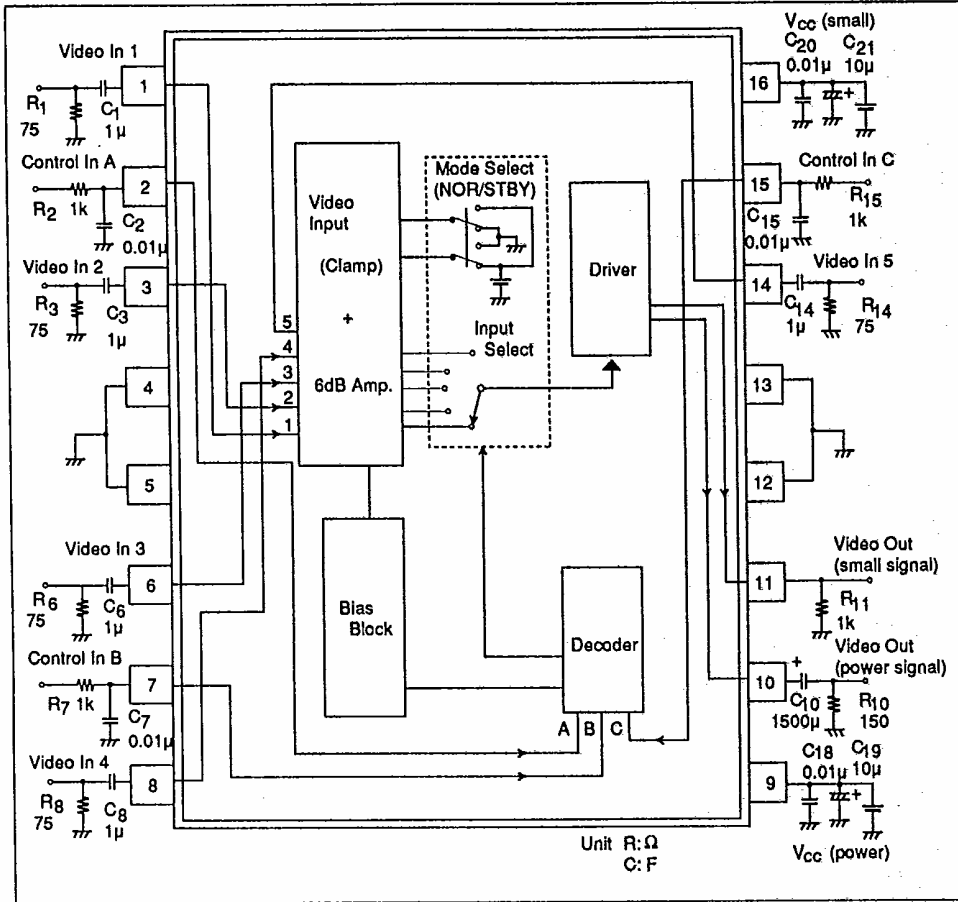 Video In 1
1
R1
75
C1
1µ
Control In A
2
R2
1k
C2
0.01µ
Video In 2
3
R3
75
C3
1µ
4
5
Video In 3
6
R6
75
C6
1µ
Control In B
7
R7
1k
C7
0.01µ
Video In 4
8
R8
75
C8
1µ
Video
Input
(Clamp)
+
6dB Amp.
5
4
3
2
1
Mode Select
(NOR/STBY)
Input
Select
Driver
Bias
Block
Decoder
A
B
C
VCC (small)
C20
C21
0.01µ
10µ
+
16
Control In C
15
R15
1k
C15
0.01µ
Video In 5
14
C14
1µ
R14
75
13
12
Video Out
(small signal)
11
R11
1k
Video Out
(power signal)
10
+
C10
1500µ
R10
150
C18
C19
0.01µ
10µ
+
9
VCC (power)
Unit R: Ω
C: F